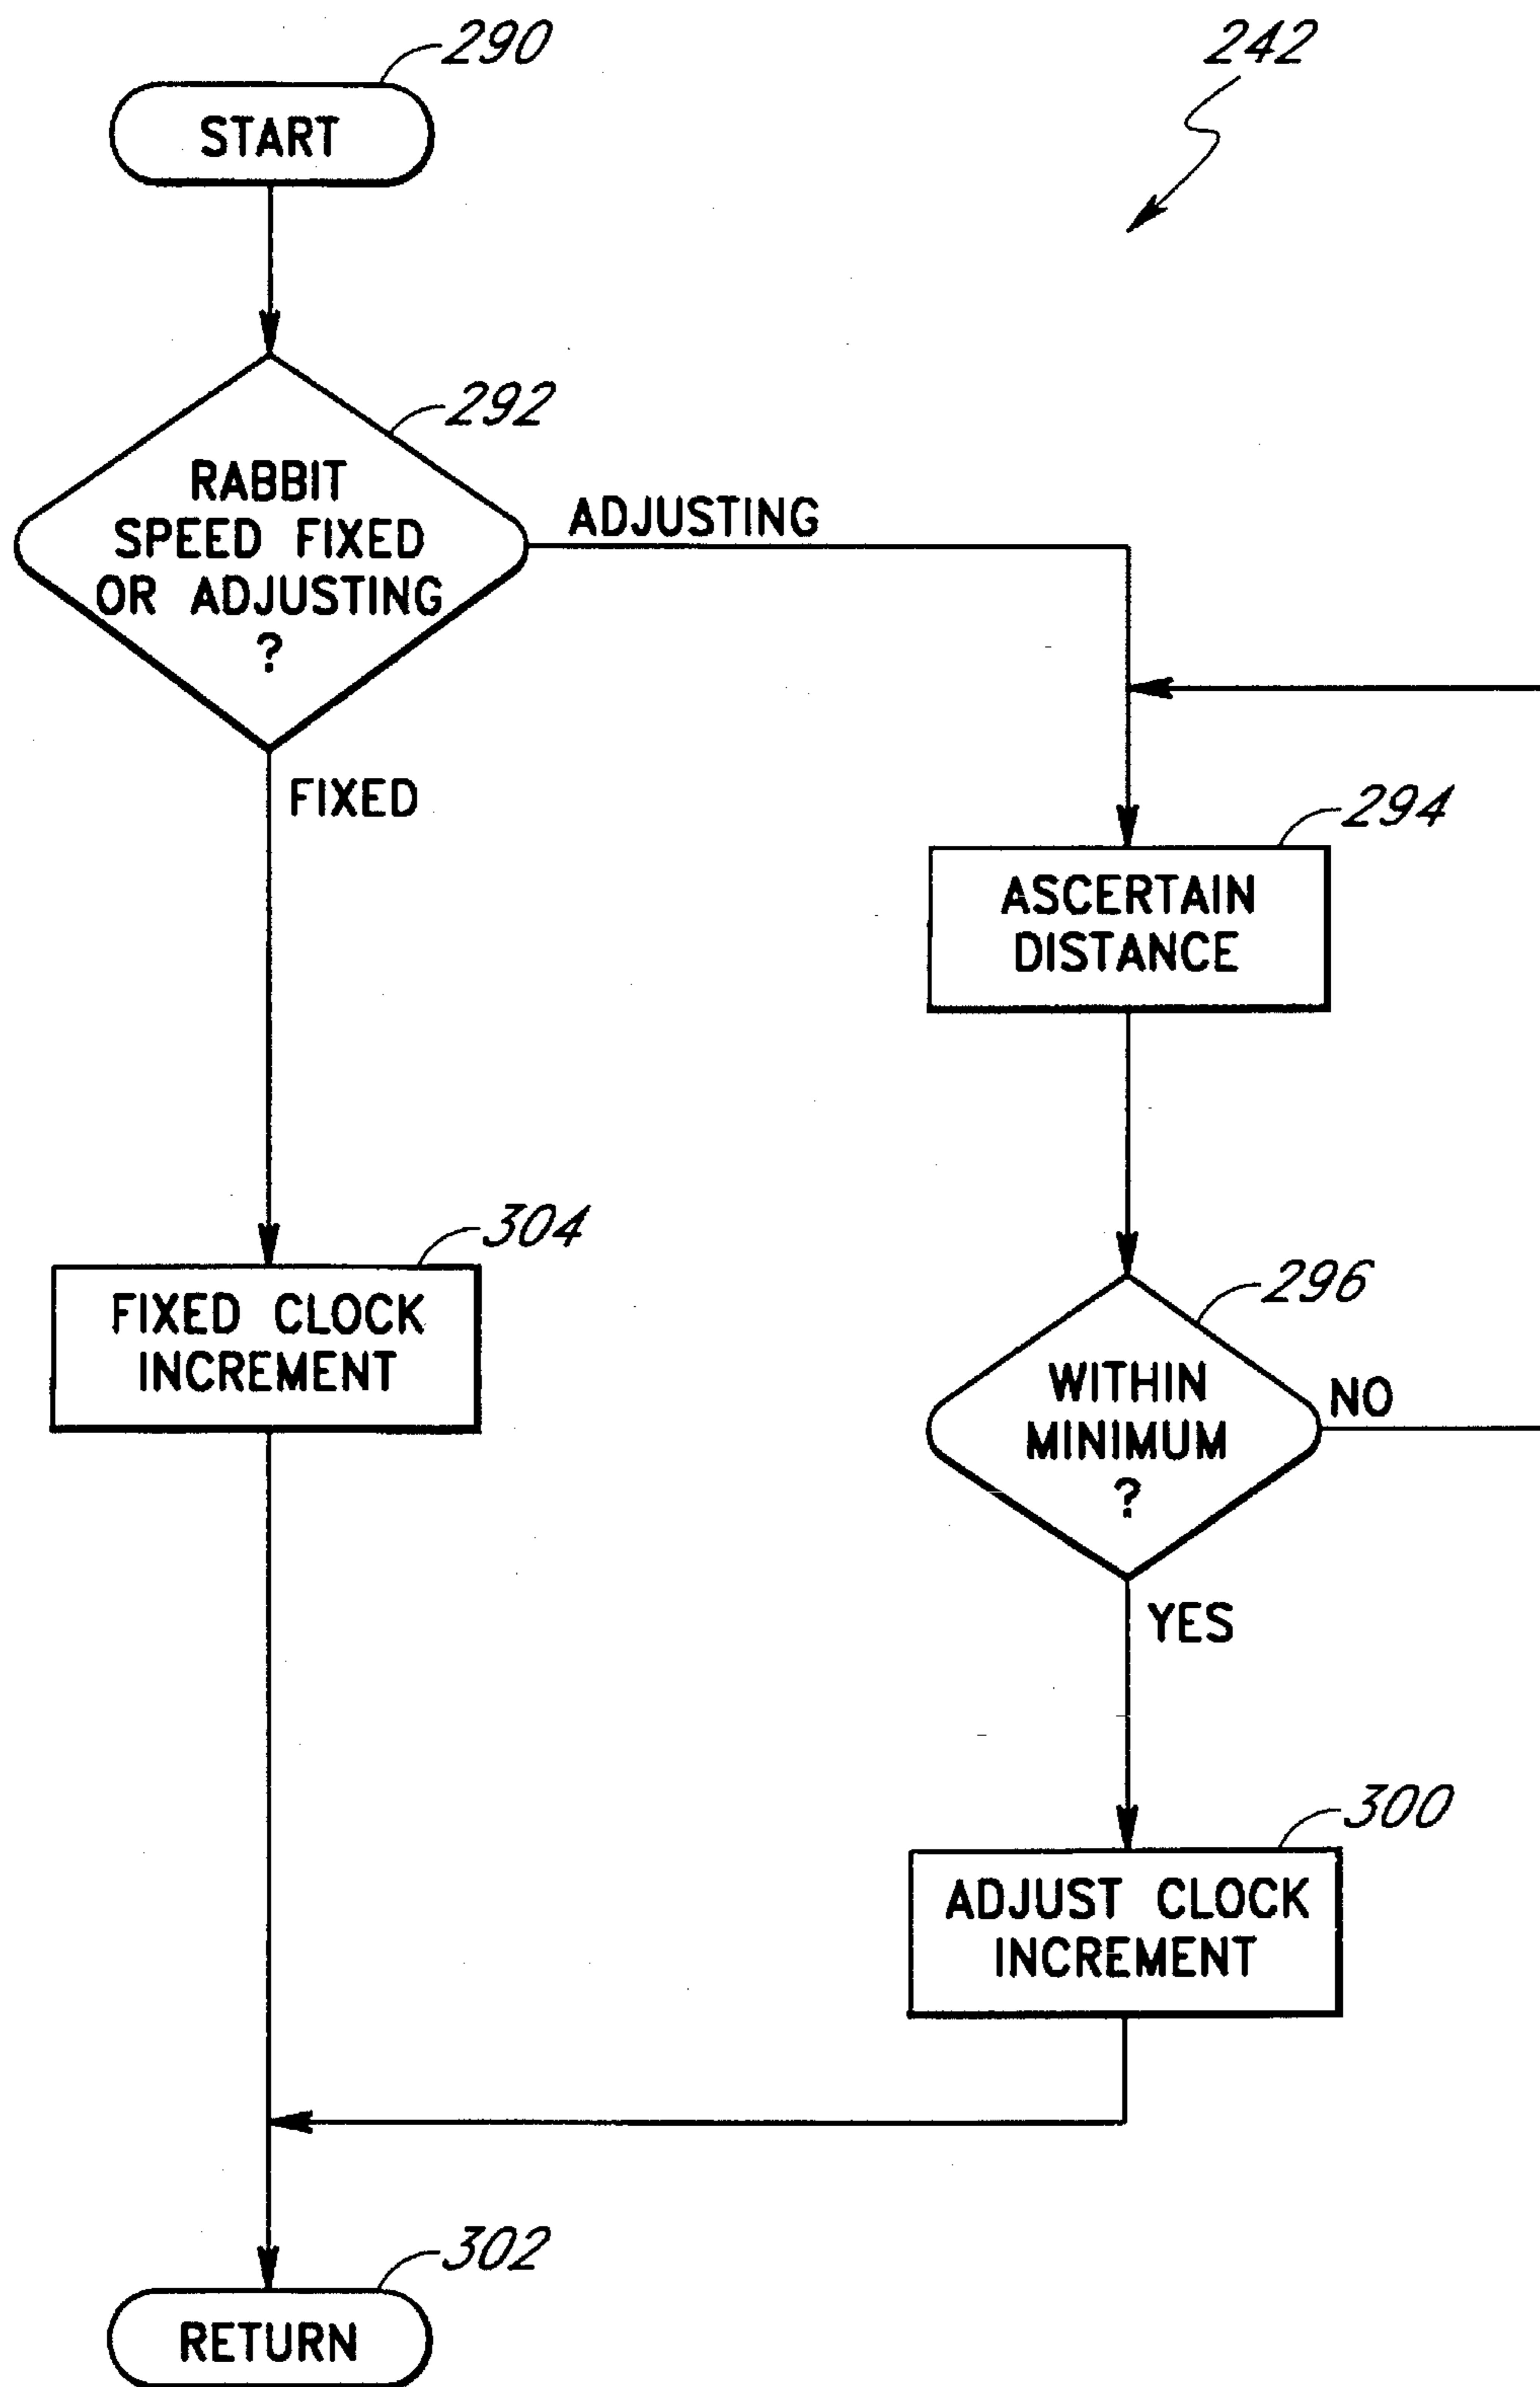 290
242
START
292
RABBIT
SPEED FIXED
OR ADJUSTING
?
ADJUSTING
FIXED
294
ASCERTAIN
DISTANCE
304
FIXED CLOCK
INCREMENT
296
WITHIN
MINIMUM
?
NO
YES
300
ADJUST CLOCK
INCREMENT
302
RETURN